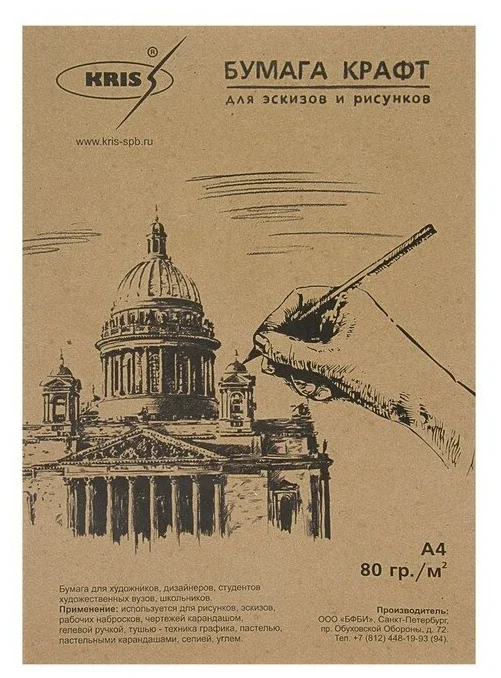 KRIS®
www.kris-spb.ru
БУМАГА КРАФТ
для эскизов и рисунков
А4
80 гр./м²
Бумага для художников, дизайнеров, студентов
художественных вузов, школьников.
Применение: используется для рисунков, эскизов,
рабочих набросков, чертежей карандашом,
гелевой ручкой, тушью - техника графика, пастелью,
пастельными карандашами, сепией, углем.
Производитель:
ООО «БФБИ», Санкт-Петербург,
пр. Обуховской Обороны, д. 72.
Тел. +7 (812) 448-19-93 (94).